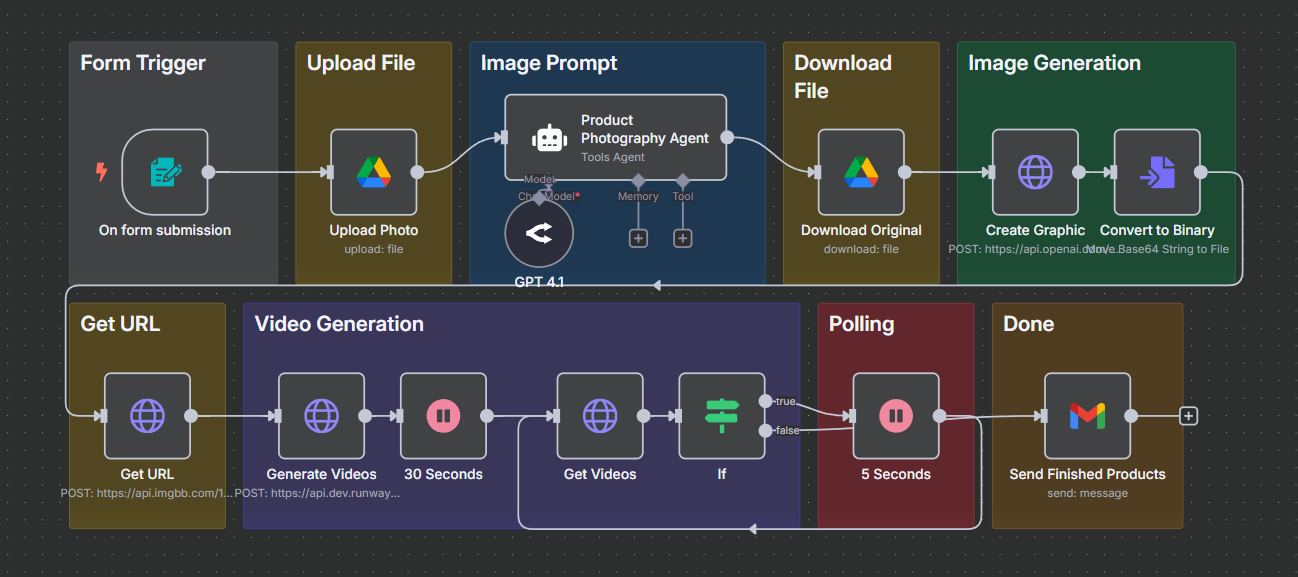 Form Trigger
On form submission
Upload File
Upload Photo
upload: file
Image Prompt
Product
Photography Agent
Tools Agent
Model
Memory
Tool
GPT 4.1
Download
File
Download Original
download: file
Image Generation
Create Graphic
POST: https://api.openai.
Convert to Binary
Base64 String to File
Get URL
Get URL
POST: https://api.imgbb.com/1...
Video Generation
Generate Videos
POST: https://api.dev.runway...
30 Seconds
Get Videos
If
true
false
Polling
5 Seconds
Done
Send Finished Products
send: message